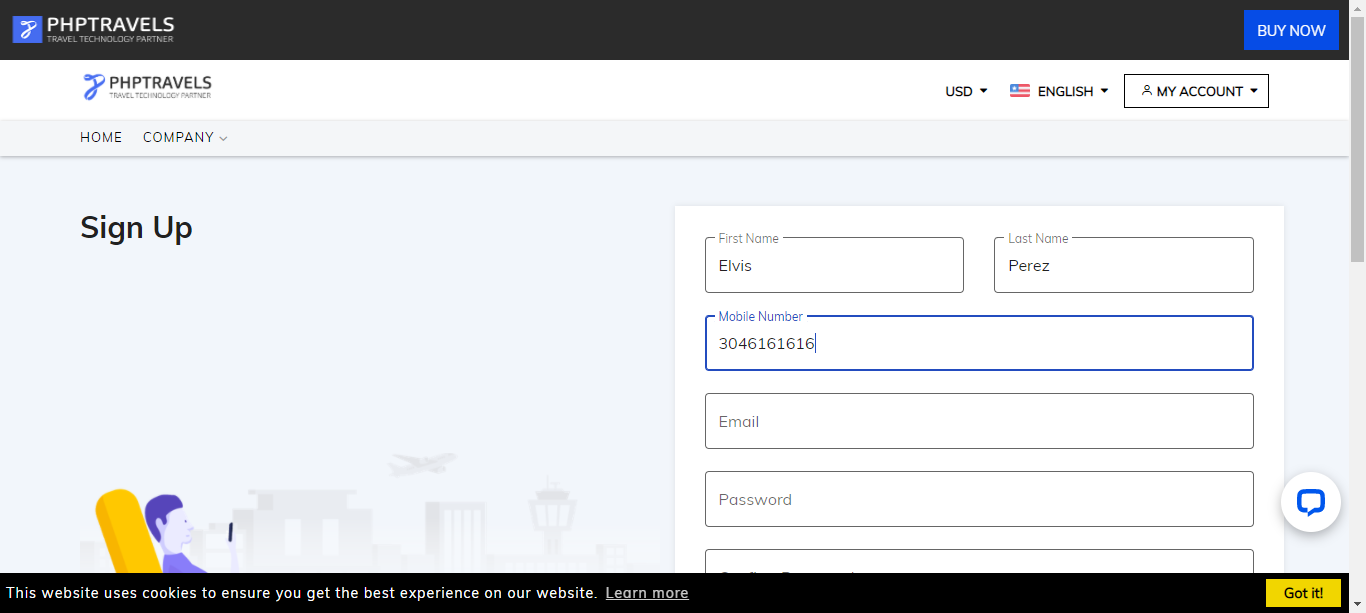 PHPTRAVELS
TRAVEL TECHNOLOGY PARTNER
BUY NOW
PHPTRAVELS
TRAVEL TECHNOLOGY PARTNER
USD ENGLISH MY ACCOUNT
HOME COMPANY
Sign Up
First Name Last Name
Elvis Perez
Mobile Number
3046161616
Email
Password
This website uses cookies to ensure you get the best experience on our website. Learn more Got it!